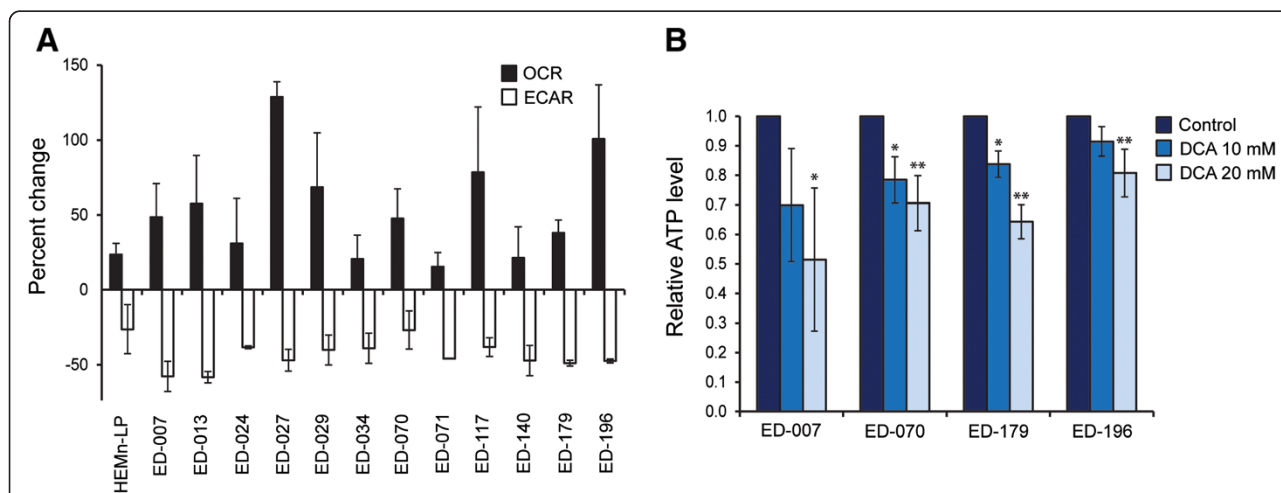 A
150
100
50
0
-50
Percent change
OCR
ECAR
HEMn-LP
ED-007
ED-013
ED-024
ED-027
ED-029
ED-034
ED-070
ED-071
ED-117
ED-140
ED-179
ED-196
B
1.0
0.9
0.8
0.7
0.6
0.5
0.4
0.3
0.2
0.1
0.0
Relative ATP level
*
*
**
*
**
**
Control
DCA 10 mM
DCA 20 mM
ED-007
ED-070
ED-179
ED-196